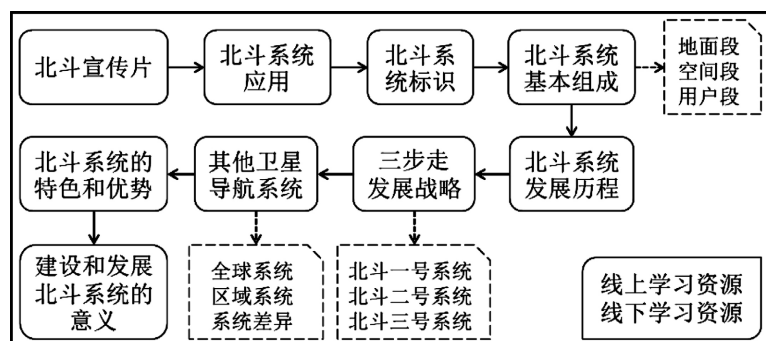 北斗宣传片
北斗系统
应用
北斗系
统标识
北斗系统
基本组成
地面段
空间段
用户段
北斗系统的
特色和优势
其他卫星
导航系统
三步走
发展战略
北斗系统
发展历程
建设和发展
北斗系统的
意义
全球系统
区域系统
系统差异
北斗一号系统
北斗二号系统
北斗三号系统
线上学习资源
线下学习资源